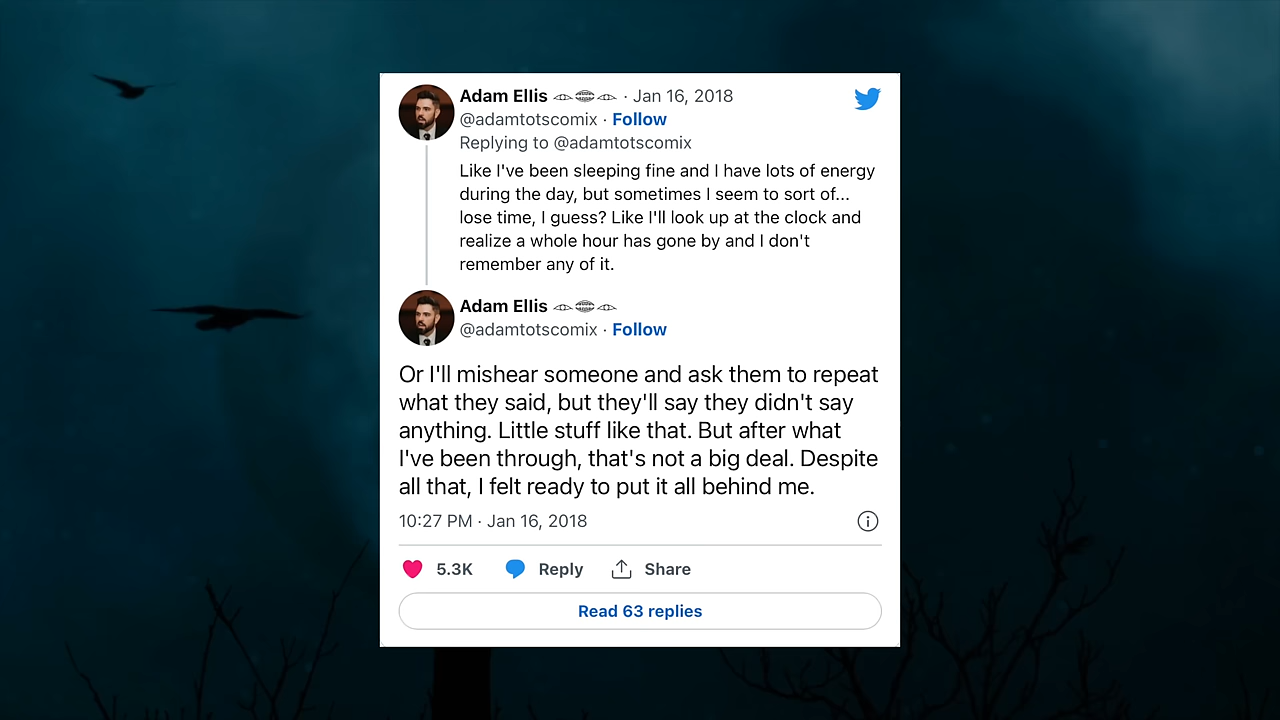 Adam Ellis · Jan 16, 2018
@adamtotscomix · Follow
Replying to @adamtotscomix
Like I've been sleeping fine and I have lots of energy
during the day, but sometimes I seem to sort of...
lose time, I guess? Like I'll look up at the clock and
realize a whole hour has gone by and I don't
remember any of it.
Adam Ellis
@adamtotscomix · Follow
Or I'll mishear someone and ask them to repeat
what they said, but they'll say they didn't say
anything. Little stuff like that. But after what
I've been through, that's not a big deal. Despite
all that, I felt ready to put it all behind me.
10:27 PM · Jan 16, 2018
5.3K Reply Share
Read 63 replies